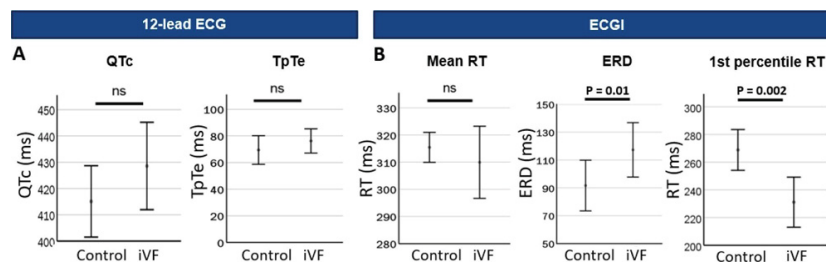 12-lead ECG
ECGI
A
QTc
TpTe
B
Mean RT
ERD
1st percentile RT
ns
ns
ns
P = 0.01
P = 0.002
QTc (ms)
450
440
430
420
410
400
Control iVF
TpTe (ms)
100
80
60
40
20
0
Control iVF
RT (ms)
330
320
310
300
290
280
Control iVF
ERD (ms)
150
130
110
90
70
50
Control iVF
RT (ms)
300
280
260
240
220
200
Control iVF